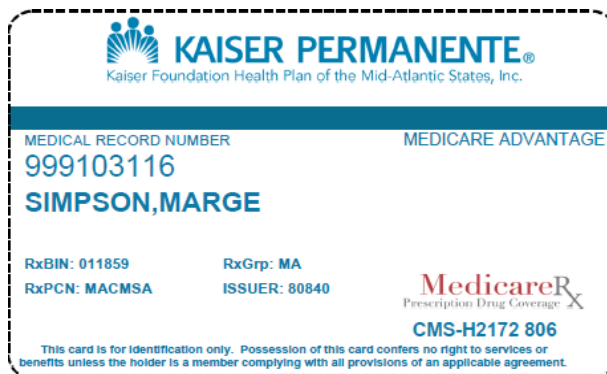 KAISER PERMANENTE®
Kaiser Foundation Health Plan of the Mid-Atlantic States, Inc.
MEDICAL RECORD NUMBER MEDICARE ADVANTAGE
999103116
SIMPSON,MARGE
RxBIN: 011859 RxGrp: MA
RxPCN: MACMSA ISSUER: 80840
MedicareRx
Prescription Drug Coverage
CMS-H2172 806
This card is for identification only. Possession of this card confers no right to services or
benefits unless the holder is a member complying with all provisions of an applicable agreement.